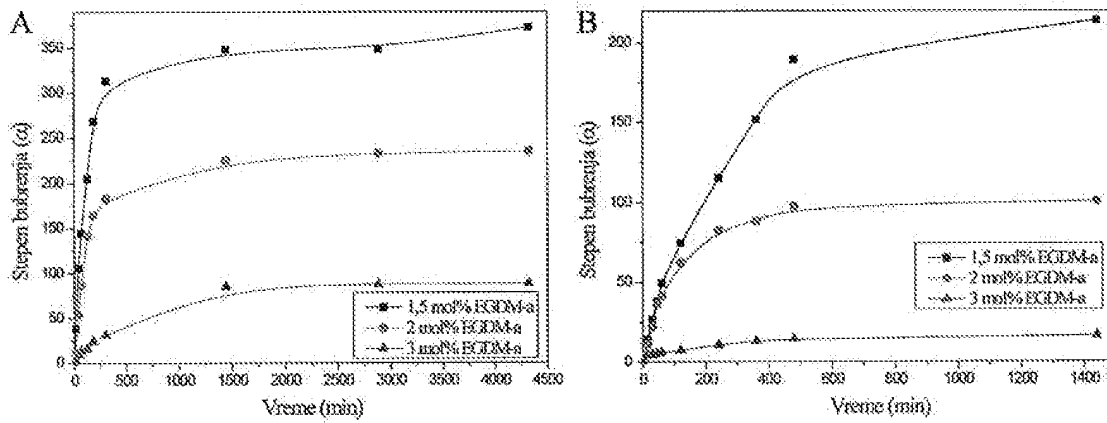 A
Stepen bubrenja (α)
350
300
250
200
150
100
50
0
0 500 1000 1500 2000 2500 3000 3500 4000 4500
Vreme (min)
1,5 mol% EGDM-a
2 mol% EGDM-a
3 mol% EGDM-a
B
Stepen bubrenja (α)
200
150
100
50
0
0 200 400 600 800 1000 1200 1400
Vreme (min)
1,5 mol% EGDM-a
2 mol% EGDM-a
3 mol% EGDM-a